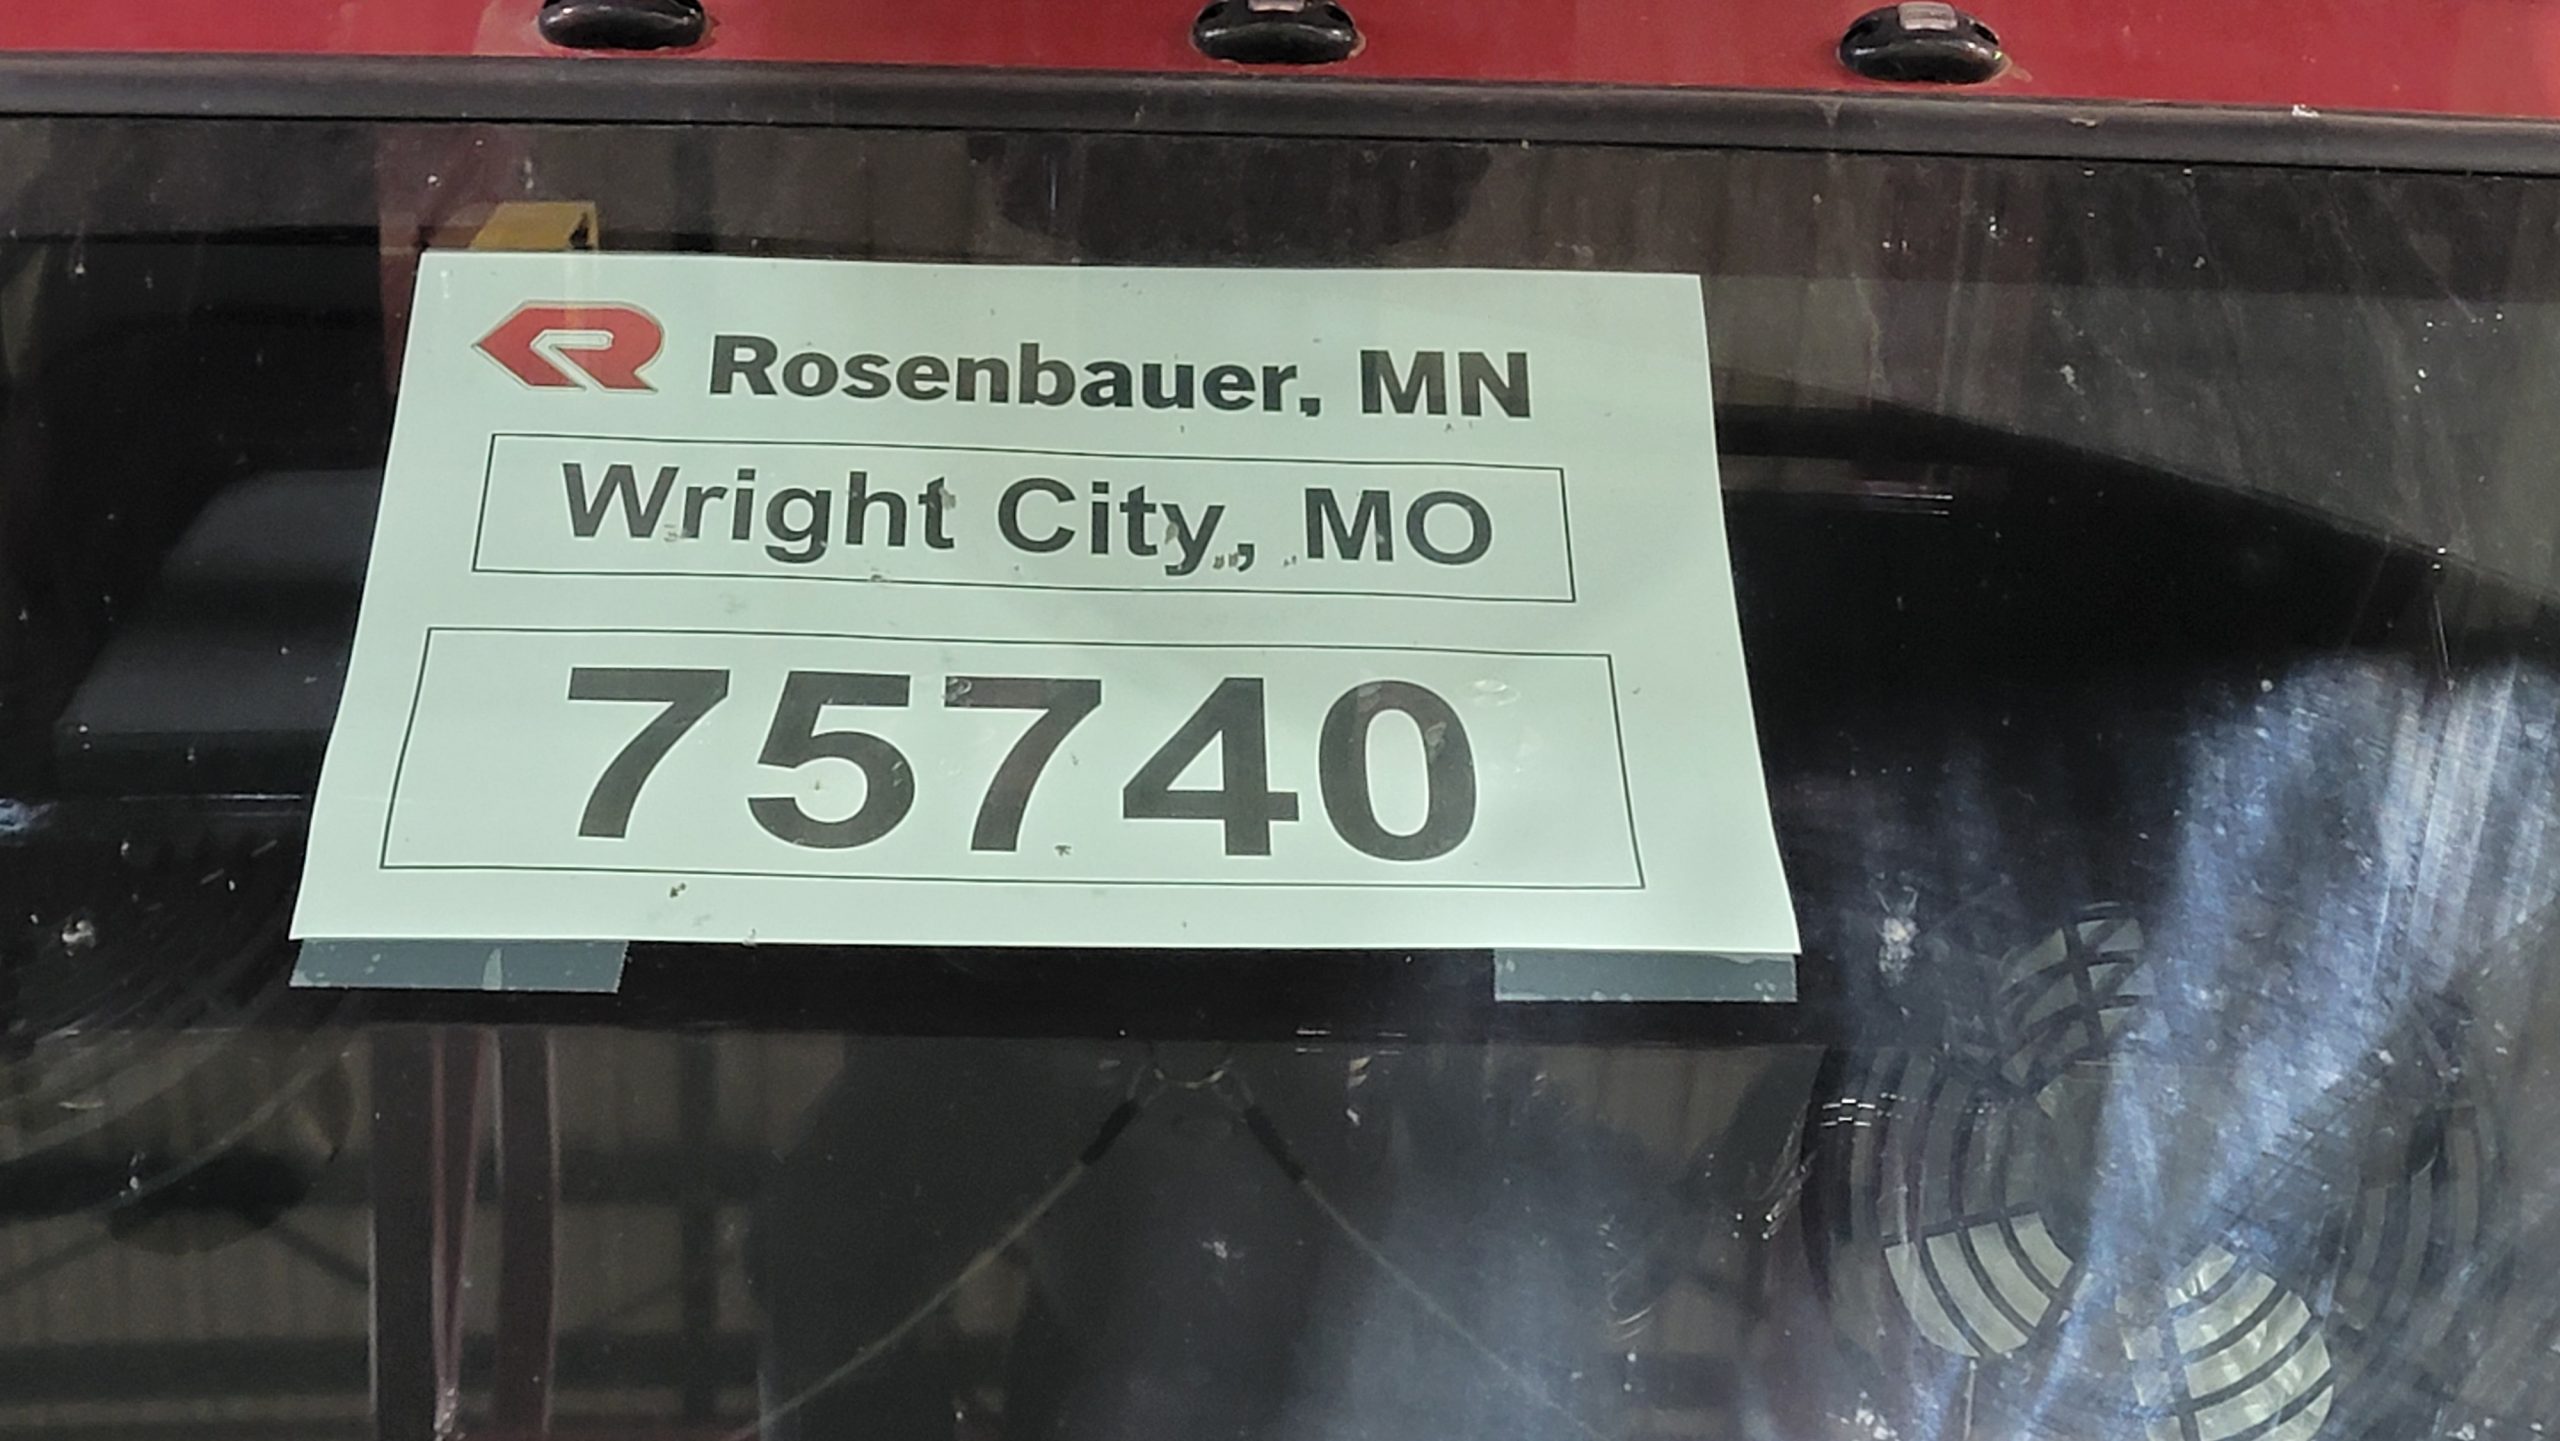 Rosenbauer, MN
Wright City, MO
75740